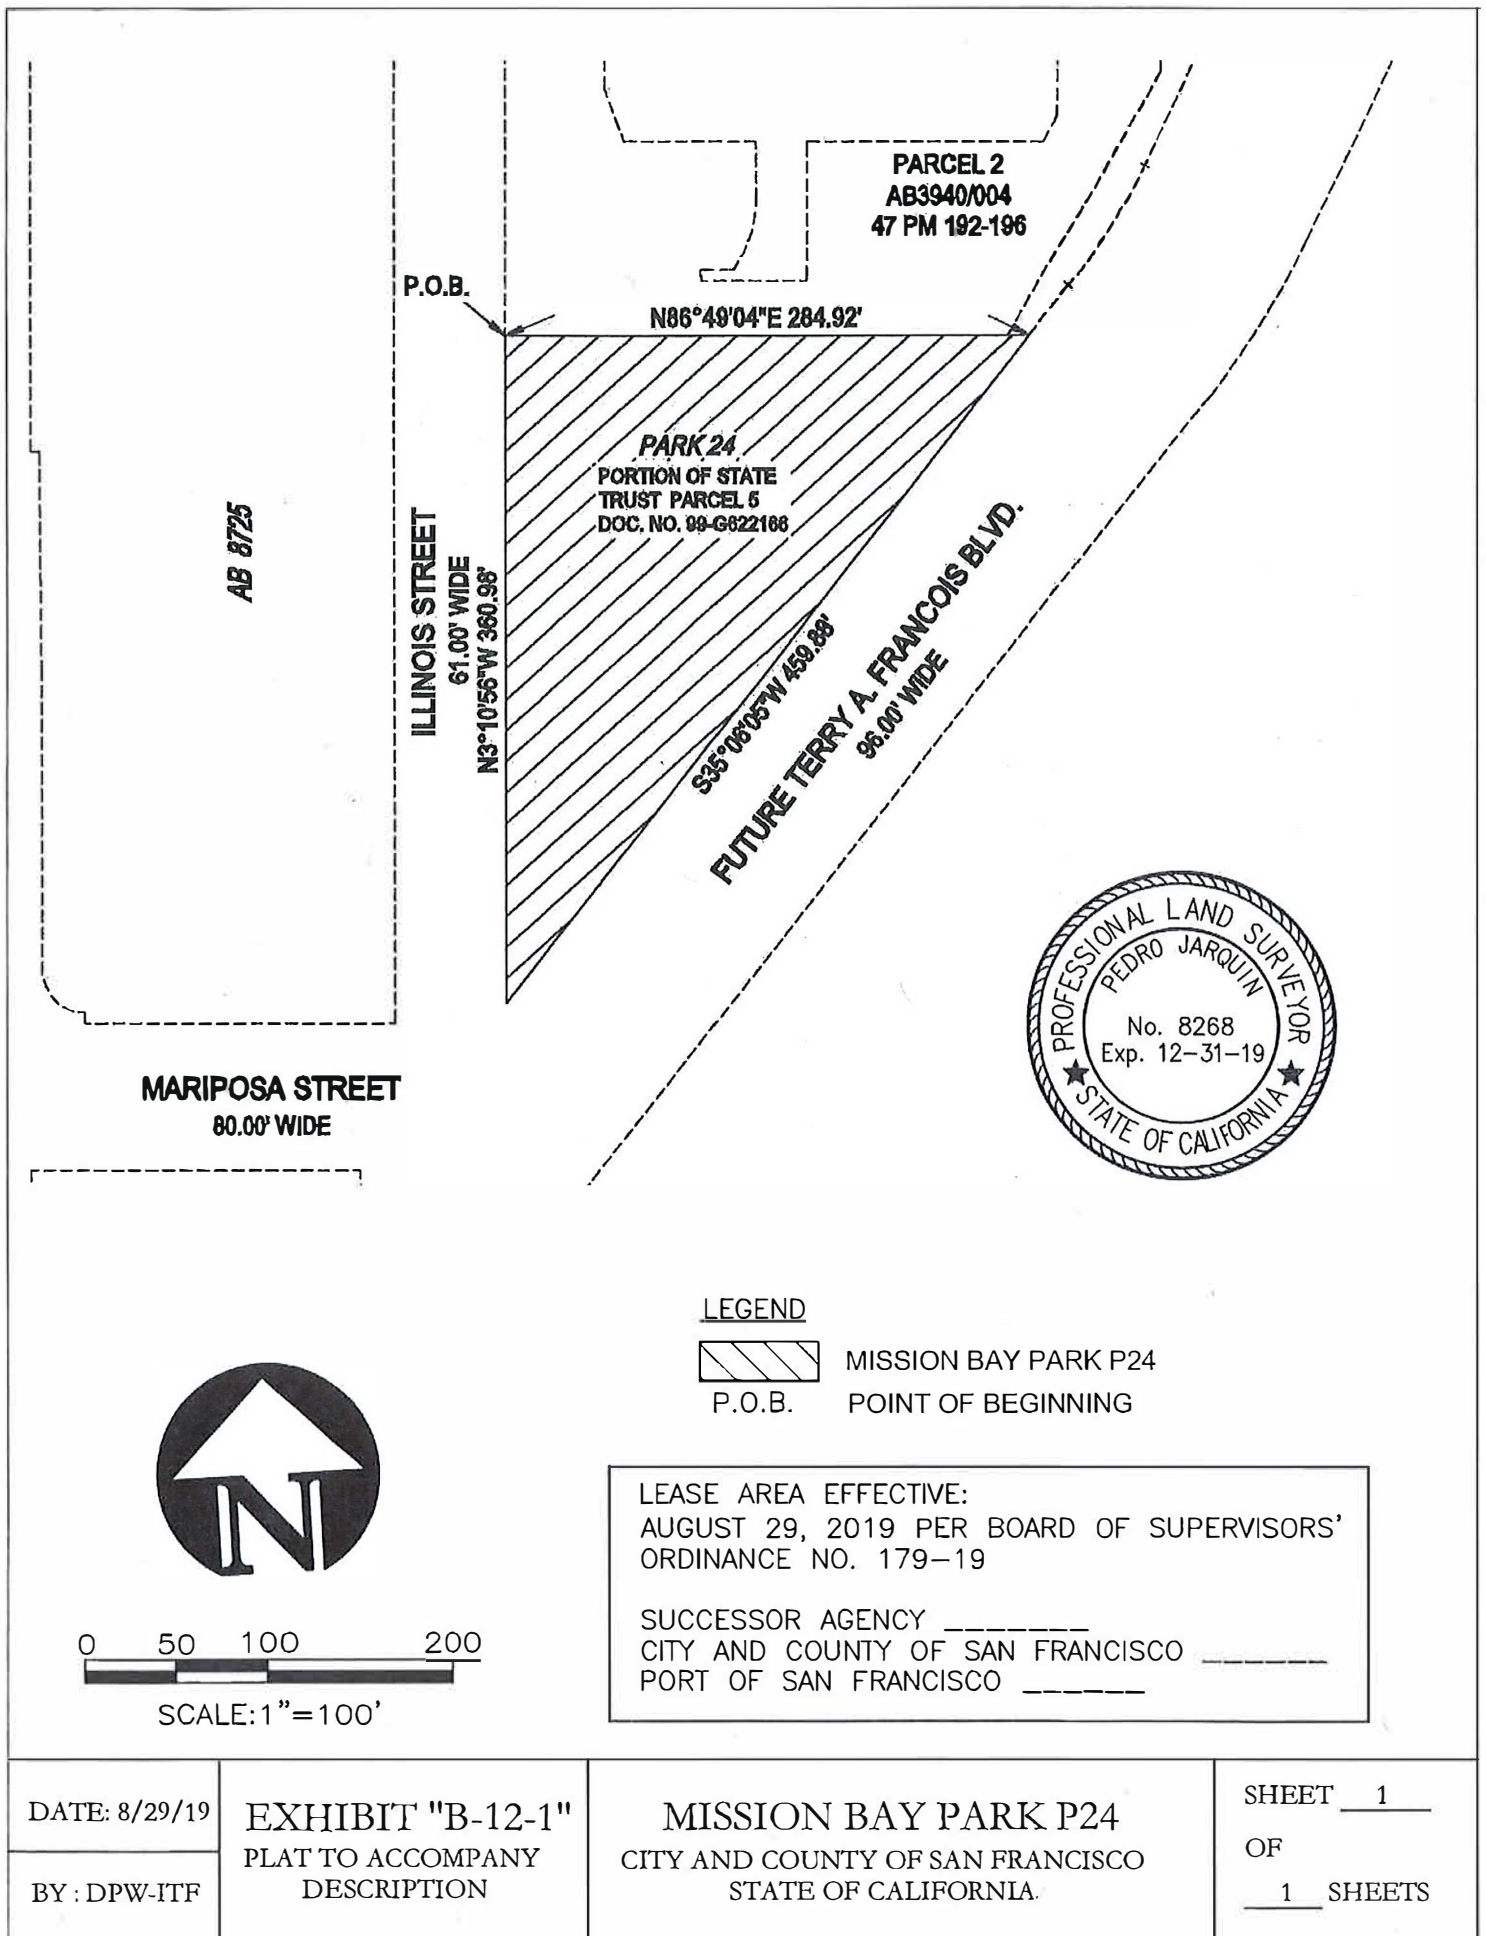 PARCEL 2
AB3940/004
47 PM 192-196
P.O.B.
N86°49'04"E 284.92'
PARK 24
PORTION OF STATE
TRUST PARCEL 5
DOC. NO. 99-G622166
AB 8725
ILLINOIS STREET
61.00' WIDE
N3°10'56"W 360.98'
S35°06'05"W 459.88'
FUTURE TERRY A. FRANCOIS BLVD.
96.00' WIDE
PROFESSIONAL LAND SURVEYOR
PEDRO JARQUIN
No. 8268
Exp. 12-31-19
STATE OF CALIFORNIA
MARIPOSA STREET
80.00' WIDE
LEGEND
MISSION BAY PARK P24
P.O.B. POINT OF BEGINNING
N
LEASE AREA EFFECTIVE:
AUGUST 29, 2019 PER BOARD OF SUPERVISORS'
ORDINANCE NO. 179-19
SUCCESSOR AGENCY _______
CITY AND COUNTY OF SAN FRANCISCO ______
PORT OF SAN FRANCISCO ______
0 50 100 200
SCALE:1"=100'
DATE: 8/29/19
BY : DPW-ITF
EXHIBIT "B-12-1"
PLAT TO ACCOMPANY
DESCRIPTION
MISSION BAY PARK P24
CITY AND COUNTY OF SAN FRANCISCO
STATE OF CALIFORNIA
SHEET 1
OF
1 SHEETS